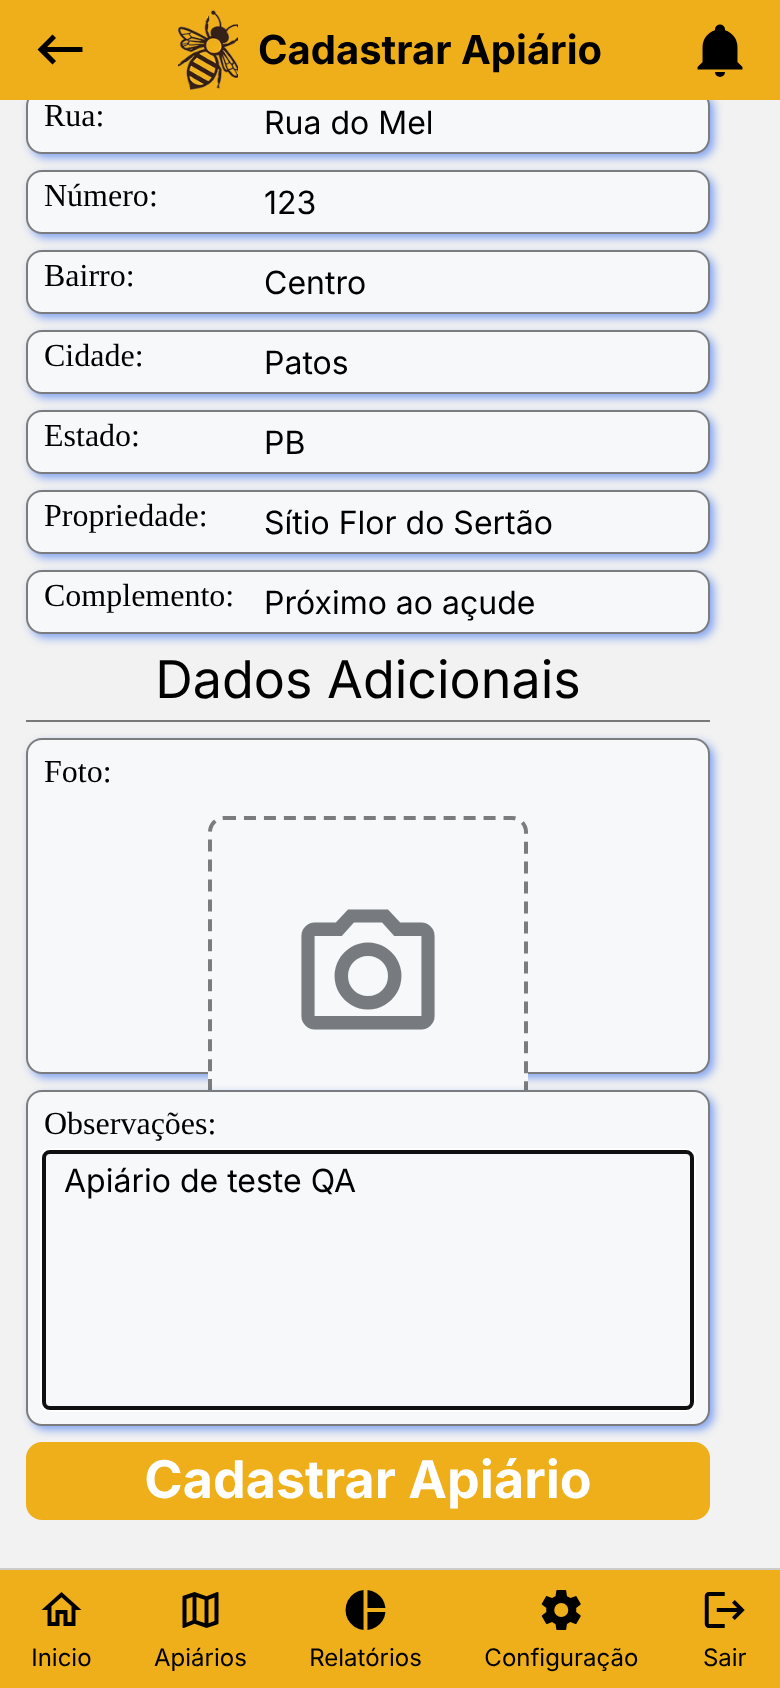 Cadastrar Apiário
Rua: Rua do Mel
Número: 123
Bairro: Centro
Cidade: Patos
Estado: PB
Propriedade: Sítio Flor do Sertão
Complemento: Próximo ao açude
Dados Adicionais
Foto:
Observações:
Apiário de teste QA
Cadastrar Apiário
Inicio Apiários Relatórios Configuração Sair